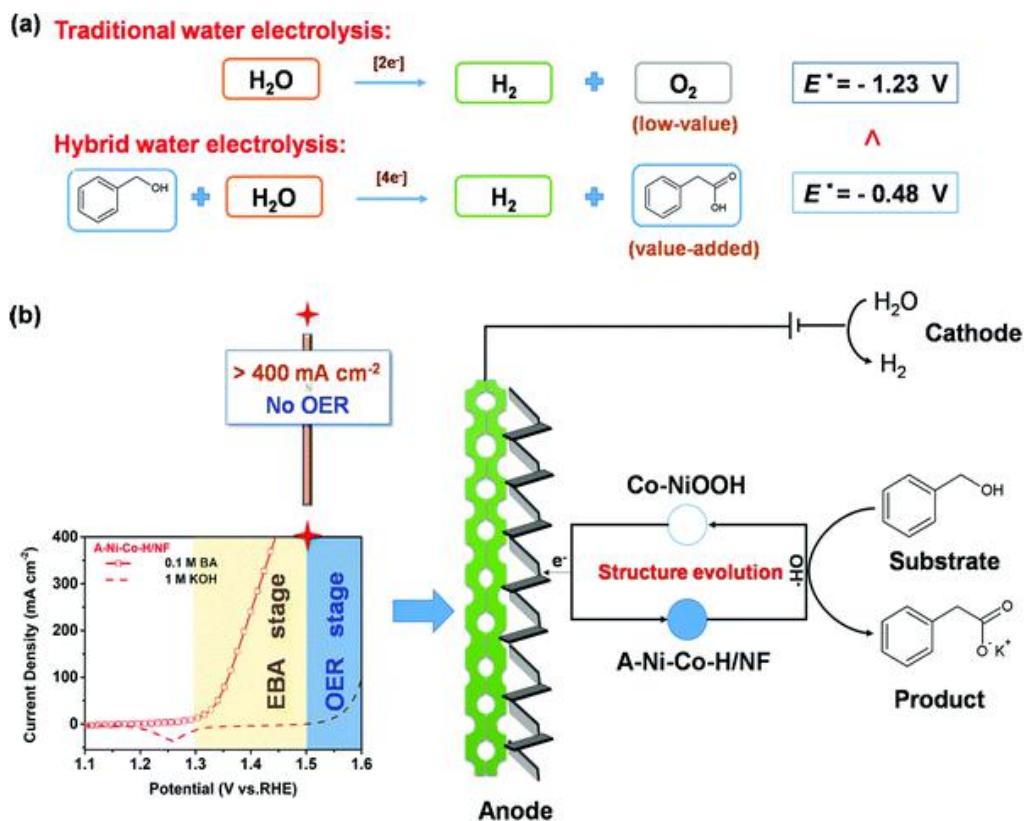 (a) Traditional water electrolysis:
H₂O [2e⁻] H₂ + O₂ E* = - 1.23 V
(low-value)
^
Hybrid water electrolysis:
OH + H₂O [4e⁻] H₂ + O OH E* = - 0.48 V
(value-added)
(b)
> 400 mA cm⁻²
No OER
H₂O
Cathode
H₂
400
300
200
100
0
Current Density (mA cm⁻²)
A-Ni-Co-H/NF
0.1 M BA
1 M KOH
EBA stage
OER stage
1.1 1.2 1.3 1.4 1.5 1.6
Potential (V vs.RHE)
Co-NiOOH
e⁻
Structure evolution
OH⁻
A-Ni-Co-H/NF
OH
Substrate
O
O⁻ K⁺
Product
Anode